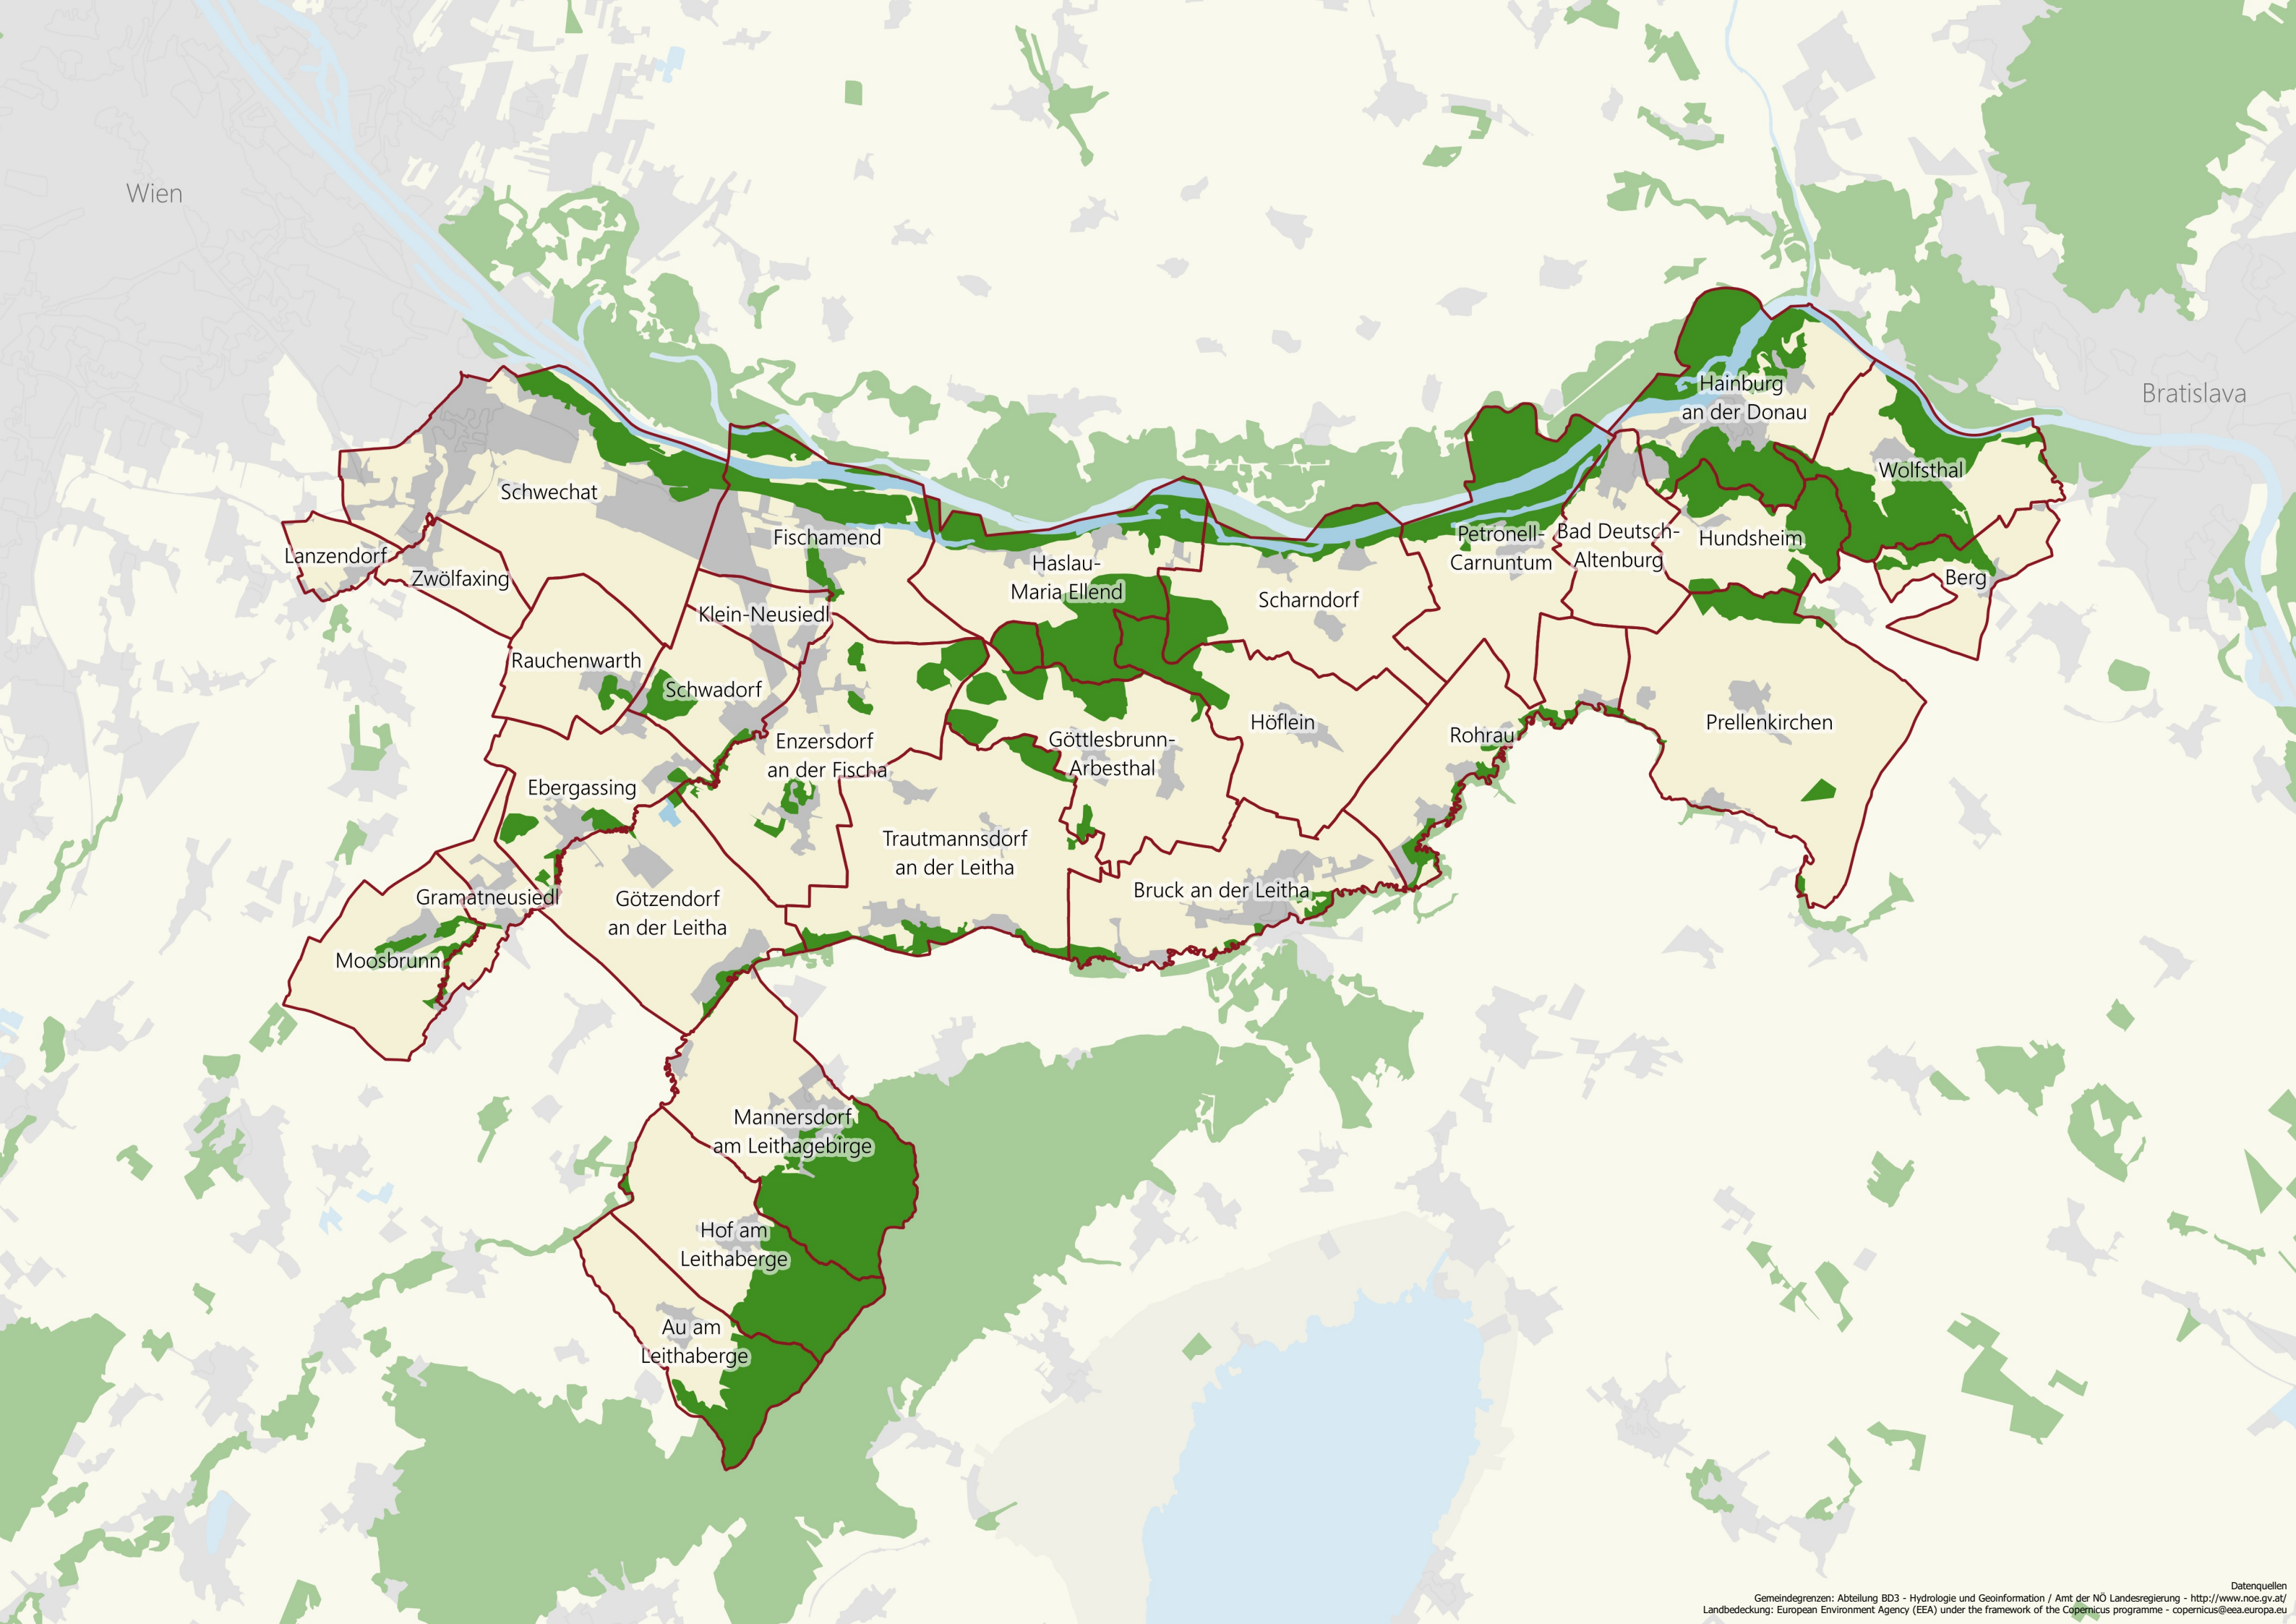 Wien
Bratislava
Hainburg
an der Donau
Wolfsthal
Schwechat
Fischamend
Haslau-
Maria Ellend
Petronell-
Carnuntum
Bad Deutsch-
Altenburg
Hundsheim
Berg
Lanzendorf
Zwölfaxing
Klein-Neusiedl
Scharndorf
Rauchenwarth
Schwadorf
Enzersdorf
an der Fischa
Göttlesbrunn-
Arbesthal
Höflein
Rohrau
Prellenkirchen
Ebergassing
Trautmannsdorf
an der Leitha
Bruck an der Leitha
Gramatneusiedl
Götzendorf
an der Leitha
Moosbrunn
Mannersdorf
am Leithagebirge
Hof am
Leithaberge
Au am
Leithaberge
Datenquellen
Gemeindegrenzen: Abteilung BD3 - Hydrologie und Geoinformation / Amt der NÖ Landesregierung - http://www.noe.gv.at/
Landbedeckung: European Environment Agency (EEA) under the framework of the Copernicus programme - copernicus@eea.europa.eu